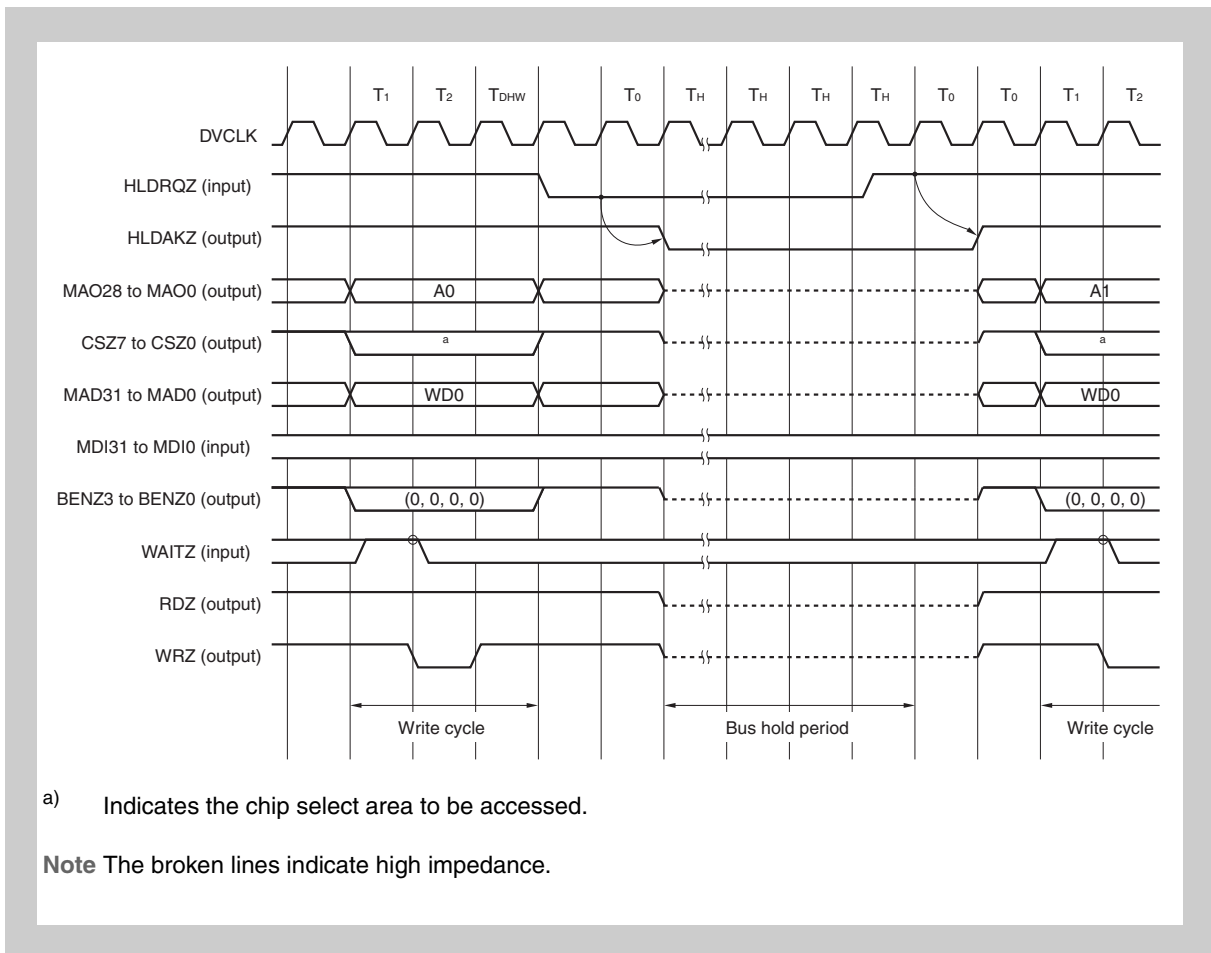 T1 T2 TDHW T0 TH TH TH TH T0 T0 T1 T2
DVCLK
HLDRQZ (input)
HLDAKZ (output)
MAO28 to MAO0 (output) A0 A1
CSZ7 to CSZ0 (output) a a
MAD31 to MAD0 (output) WD0 WD0
MDI31 to MDI0 (input)
BENZ3 to BENZ0 (output) (0, 0, 0, 0) (0, 0, 0, 0)
WAITZ (input)
RDZ (output)
WRZ (output)
Write cycle Bus hold period Write cycle
a) Indicates the chip select area to be accessed.
Note The broken lines indicate high impedance.